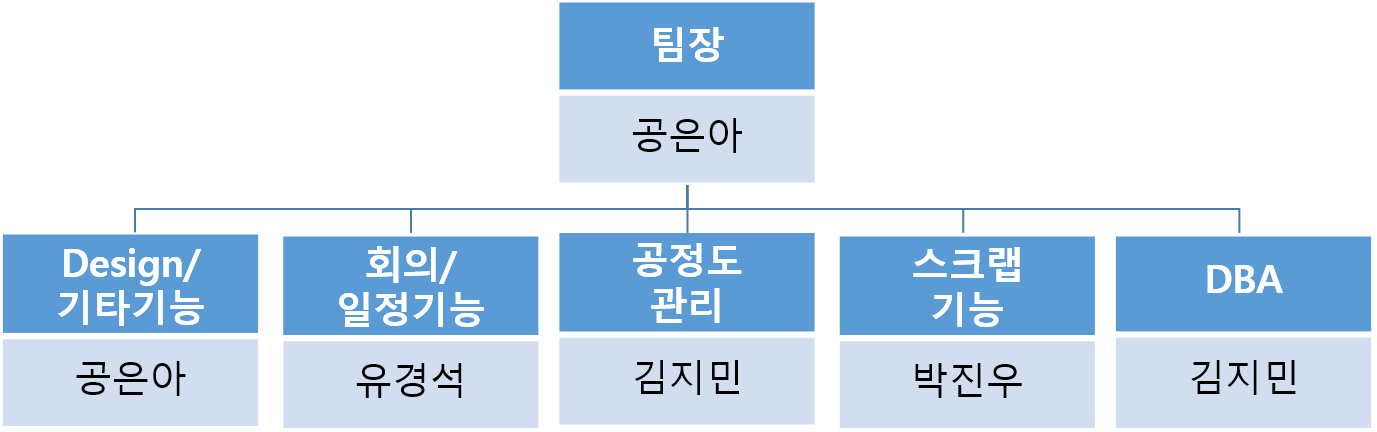 팀장
공은아
Design/
기타기능
공은아
회의/
일정기능
유경석
공정도
관리
김지민
스크랩
기능
박진우
DBA
김지민